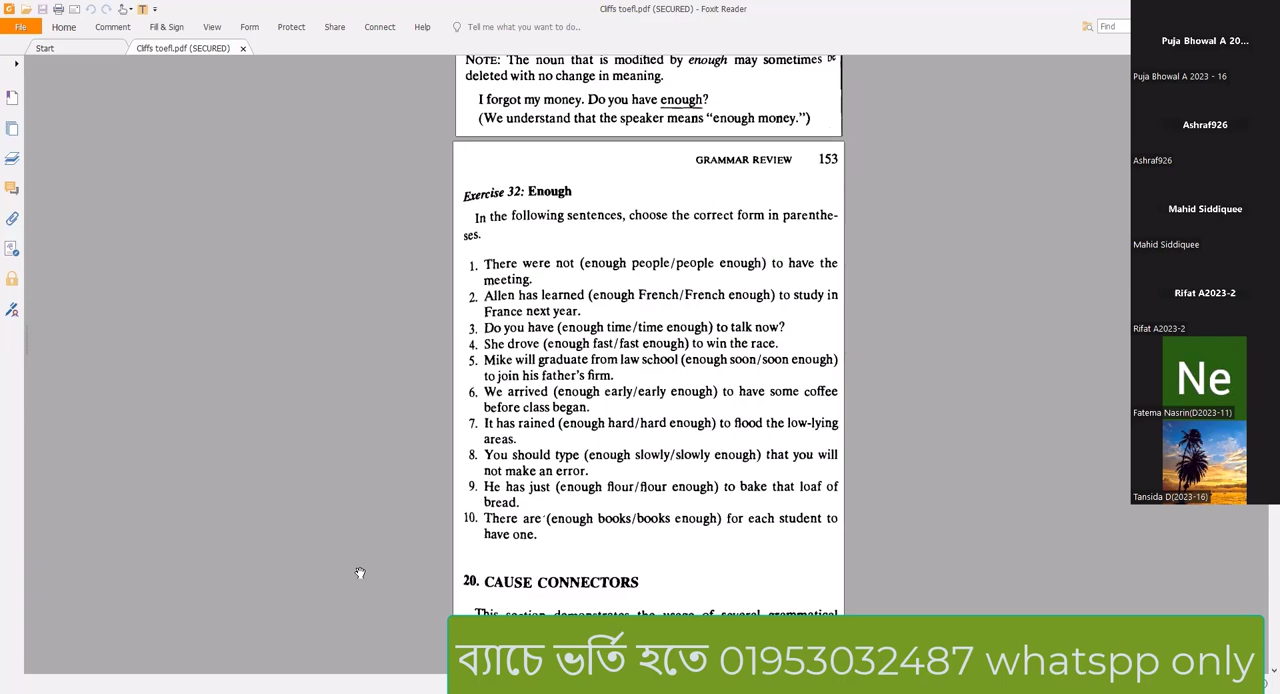 Cliffs toefl.pdf (SECURED) - Foxit Reader
File Home Comment Fill & Sign View Form Protect Share Connect Help Tell me what you want to do.. Find
Start Cliffs toefl.pdf (SECURED)
NOTE: The noun that is modified by enough may sometimes be
deleted with no change in meaning.
I forgot my money. Do you have enough?
(We understand that the speaker means “enough money.”)
GRAMMAR REVIEW 153
Exercise 32: Enough
In the following sentences, choose the correct form in parenthe-
ses.
1. There were not (enough people/people enough) to have the
meeting.
2. Allen has learned (enough French/French enough) to study in
France next year.
3. Do you have (enough time/time enough) to talk now?
4. She drove (enough fast/fast enough) to win the race.
5. Mike will graduate from law school (enough soon/soon enough)
to join his father's firm.
6. We arrived (enough early/early enough) to have some coffee
before class began.
7. It has rained (enough hard/hard enough) to flood the low-lying
areas.
8. You should type (enough slowly/slowly enough) that you will
not make an error.
9. He has just (enough flour/flour enough) to bake that loaf of
bread.
10. There are (enough books/books enough) for each student to
have one.
20. CAUSE CONNECTORS
This section demonstrates the usage of several grammatical
Puja Bhowal A 20...
Puja Bhowal A 2023 - 16
Ashraf926
Ashraf926
Mahid Siddiquee
Mahid Siddiquee
Rifat A2023-2
Rifat A2023-2
Ne
Fatema Nasrin(D2023-11)
Tansida D(2023-16)
ব্যাচে ভর্তি হতে 01953032487 whatspp only